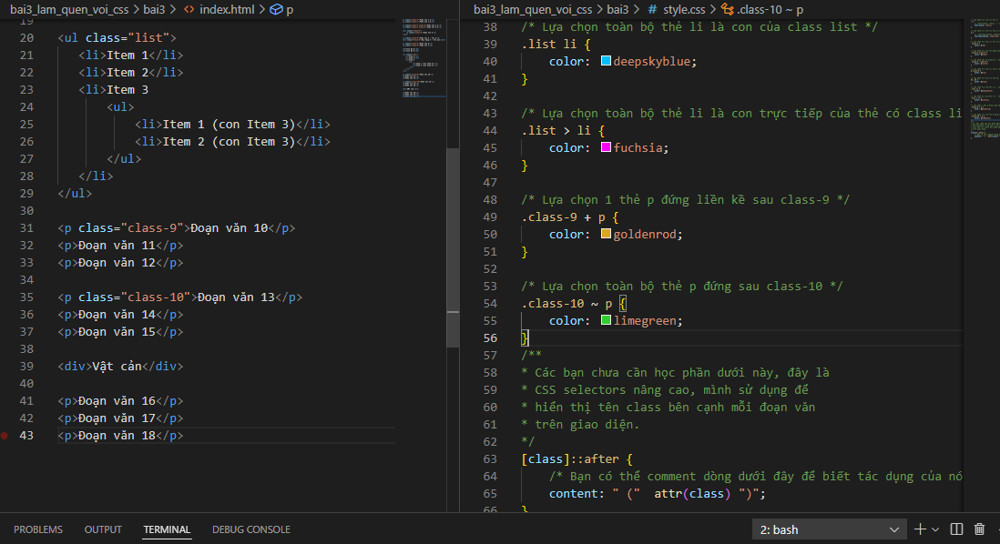 bai3_lam_quen_voi_css > bai3 > <> index.html > p
19
20 <ul class="list">
21 <li>Item 1</li>
22 <li>Item 2</li>
23 <li>Item 3
24 <ul>
25 <li>Item 1 (con Item 3)</li>
26 <li>Item 2 (con Item 3)</li>
27 </ul>
28 </li>
29 </ul>
30
31 <p class="class-9">Đoạn văn 10</p>
32 <p>Đoạn văn 11</p>
33 <p>Đoạn văn 12</p>
34
35 <p class="class-10">Đoạn văn 13</p>
36 <p>Đoạn văn 14</p>
37 <p>Đoạn văn 15</p>
38
39 <div>Vật cản</div>
40
41 <p>Đoạn văn 16</p>
42 <p>Đoạn văn 17</p>
43 <p>Đoạn văn 18</p>
bai3_lam_quen_voi_css > bai3 > # style.css > .class-10 ~ p
38 /* Lựa chọn toàn bộ thẻ li là con của class list */
39 .list li {
40 color: deepskyblue;
41 }
42
43 /* Lựa chọn toàn bộ thẻ li là con trực tiếp của thẻ có class li
44 .list > li {
45 color: fuchsia;
46 }
47
48 /* Lựa chọn 1 thẻ p đứng liền kề sau class-9 */
49 .class-9 + p {
50 color: goldenrod;
51 }
52
53 /* Lựa chọn toàn bộ thẻ p đứng sau class-10 */
54 .class-10 ~ p {
55 color: limegreen;
56 }
57 /**
58 * Các bạn chưa cần học phần dưới này, đây là
59 * CSS selectors nâng cao, mình sử dụng để
60 * hiển thị tên class bên cạnh mỗi đoạn văn
61 * trên giao diện.
62 */
63 [class]::after {
64 /* Bạn có thể comment dòng dưới đây để biết tác dụng của nó
65 content: " (" attr(class) ")";
66 }
PROBLEMS OUTPUT TERMINAL DEBUG CONSOLE 2: bash